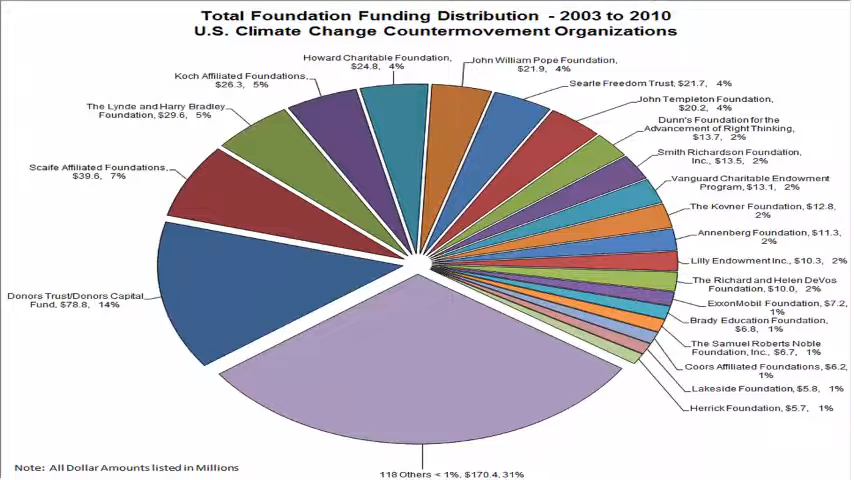 Total Foundation Funding Distribution - 2003 to 2010
U.S. Climate Change Countermovement Organizations
Howard Charitable Foundation,
$24.8, 4%
John William Pope Foundation,
$21.9, 4%
Koch Affiliated Foundations,
$26.3, 5%
Searle Freedom Trust, $21.7, 4%
The Lynde and Harry Bradley
Foundation, $29.6, 5%
John Templeton Foundation,
$20.2, 4%
Dunn's Foundation for the
Advancement of Right Thinking,
$13.7, 2%
Scaife Affiliated Foundations,
$39.6, 7%
Smith Richardson Foundation,
Inc., $13.5, 2%
Vanguard Charitable Endowment
Program, $13.1, 2%
The Kovner Foundation, $12.8,
2%
Annenberg Foundation, $11.3,
2%
Lilly Endowment Inc., $10.3, 2%
The Richard and Helen DeVos
Foundation, $10.0, 2%
Donors Trust/Donors Capital
Fund, $78.8, 14%
ExxonMobil Foundation, $7.2,
1%
Brady Education Foundation,
$6.8, 1%
The Samuel Roberts Noble
Foundation, Inc., $6.7, 1%
Coors Affiliated Foundations, $6.2,
1%
Lakeside Foundation, $5.8, 1%
Herrick Foundation, $5.7, 1%
Note: All Dollar Amounts listed in Millions
118 Others < 1%, $170.4, 31%